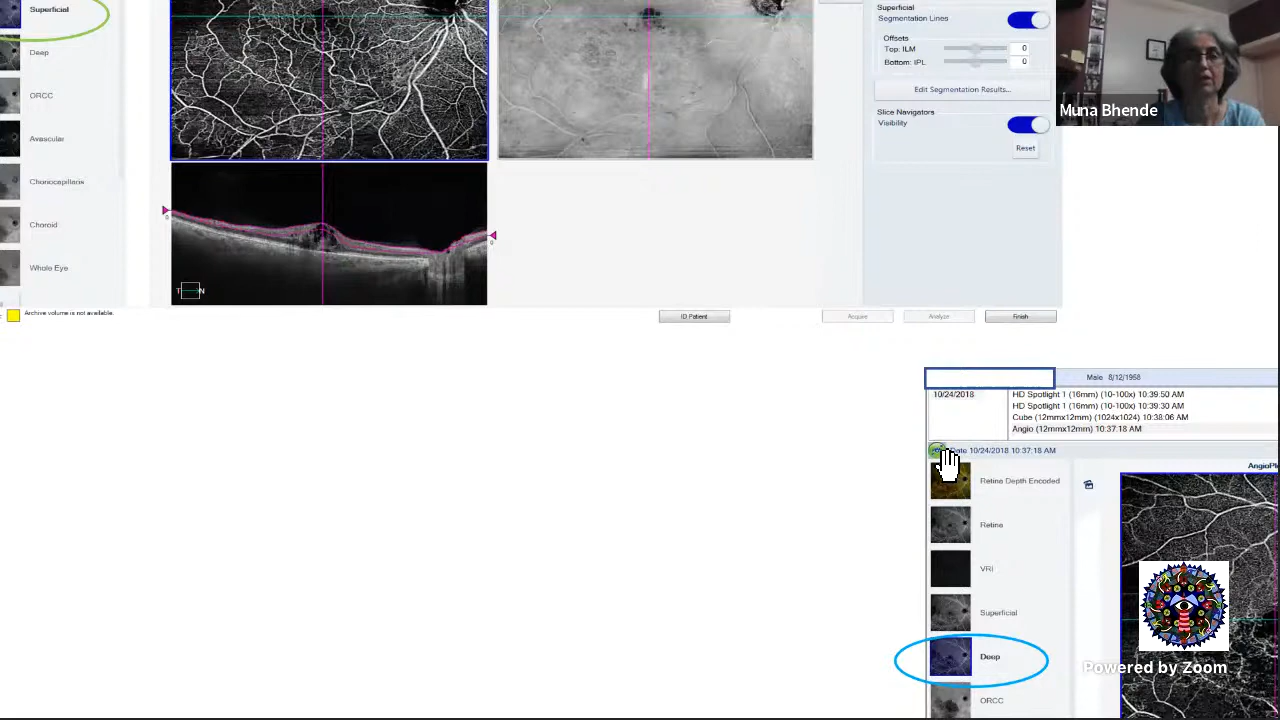 Superficial
Deep
ORCC
Avascular
Choriocapillaris
Choroid
Whole Eye
T N
0
0
Superficial
Segmentation Lines
Offsets
Top: ILM 0
Bottom: IPL 0
Edit Segmentation Results...
Slice Navigators
Visibility
Reset
Muna Bhende
Archive volume is not available.
ID Patient
Acquire
Analyze
Finish
Male 8/12/1958
10/24/2018
HD Spotlight 1 (16mm) (10-100x) 10:39:50 AM
HD Spotlight 1 (16mm) (10-100x) 10:39:30 AM
Cube (12mmx12mm) (1024x1024) 10:38:06 AM
Angio (12mmx12mm) 10:37:18 AM
10/24/2018 10:37:18 AM
Retina Depth Encoded
Retina
VRI
Superficial
Deep
ORCC
Powered by Zoom